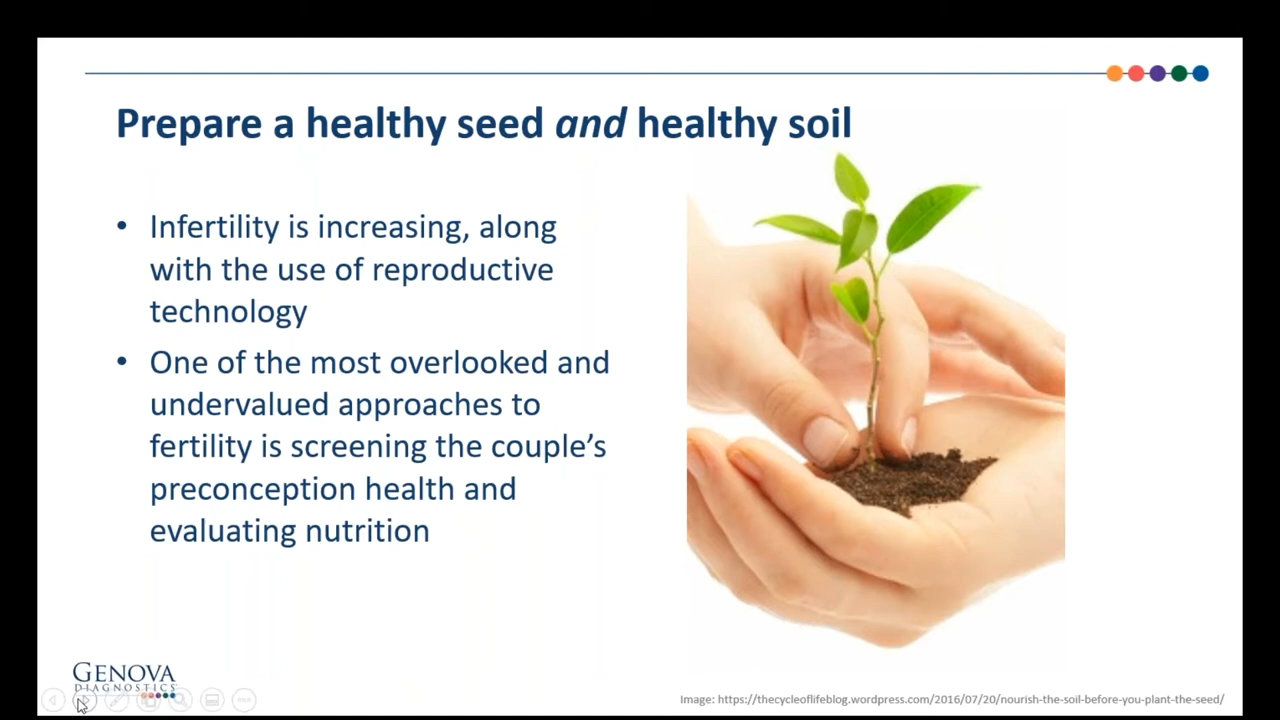 Prepare a healthy seed and healthy soil
• Infertility is increasing, along
with the use of reproductive
technology
• One of the most overlooked and
undervalued approaches to
fertility is screening the couple’s
preconception health and
evaluating nutrition
GENOVA
DIAGNOSTICS
Image: https://thecycleoflifeblog.wordpress.com/2016/07/20/nourish-the-soil-before-you-plant-the-seed/